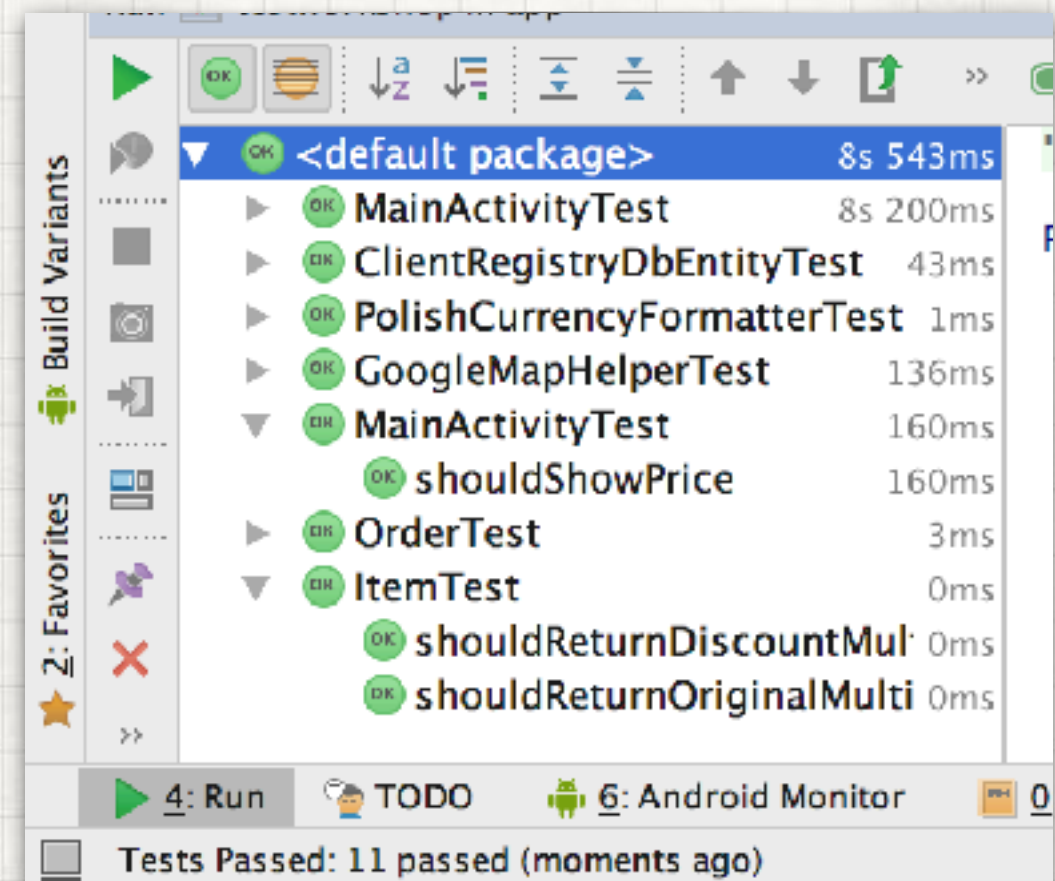 <default package> 8s 543ms
MainActivityTest 8s 200ms
ClientRegistryDbEntityTest 43ms
PolishCurrencyFormatterTest 1ms
GoogleMapHelperTest 136ms
MainActivityTest 160ms
shouldShowPrice 160ms
OrderTest 3ms
ItemTest 0ms
shouldReturnDiscountMul 0ms
shouldReturnOriginalMulti 0ms
Build Variants
2: Favorites
4: Run TODO 6: Android Monitor 0
Tests Passed: 11 passed (moments ago)